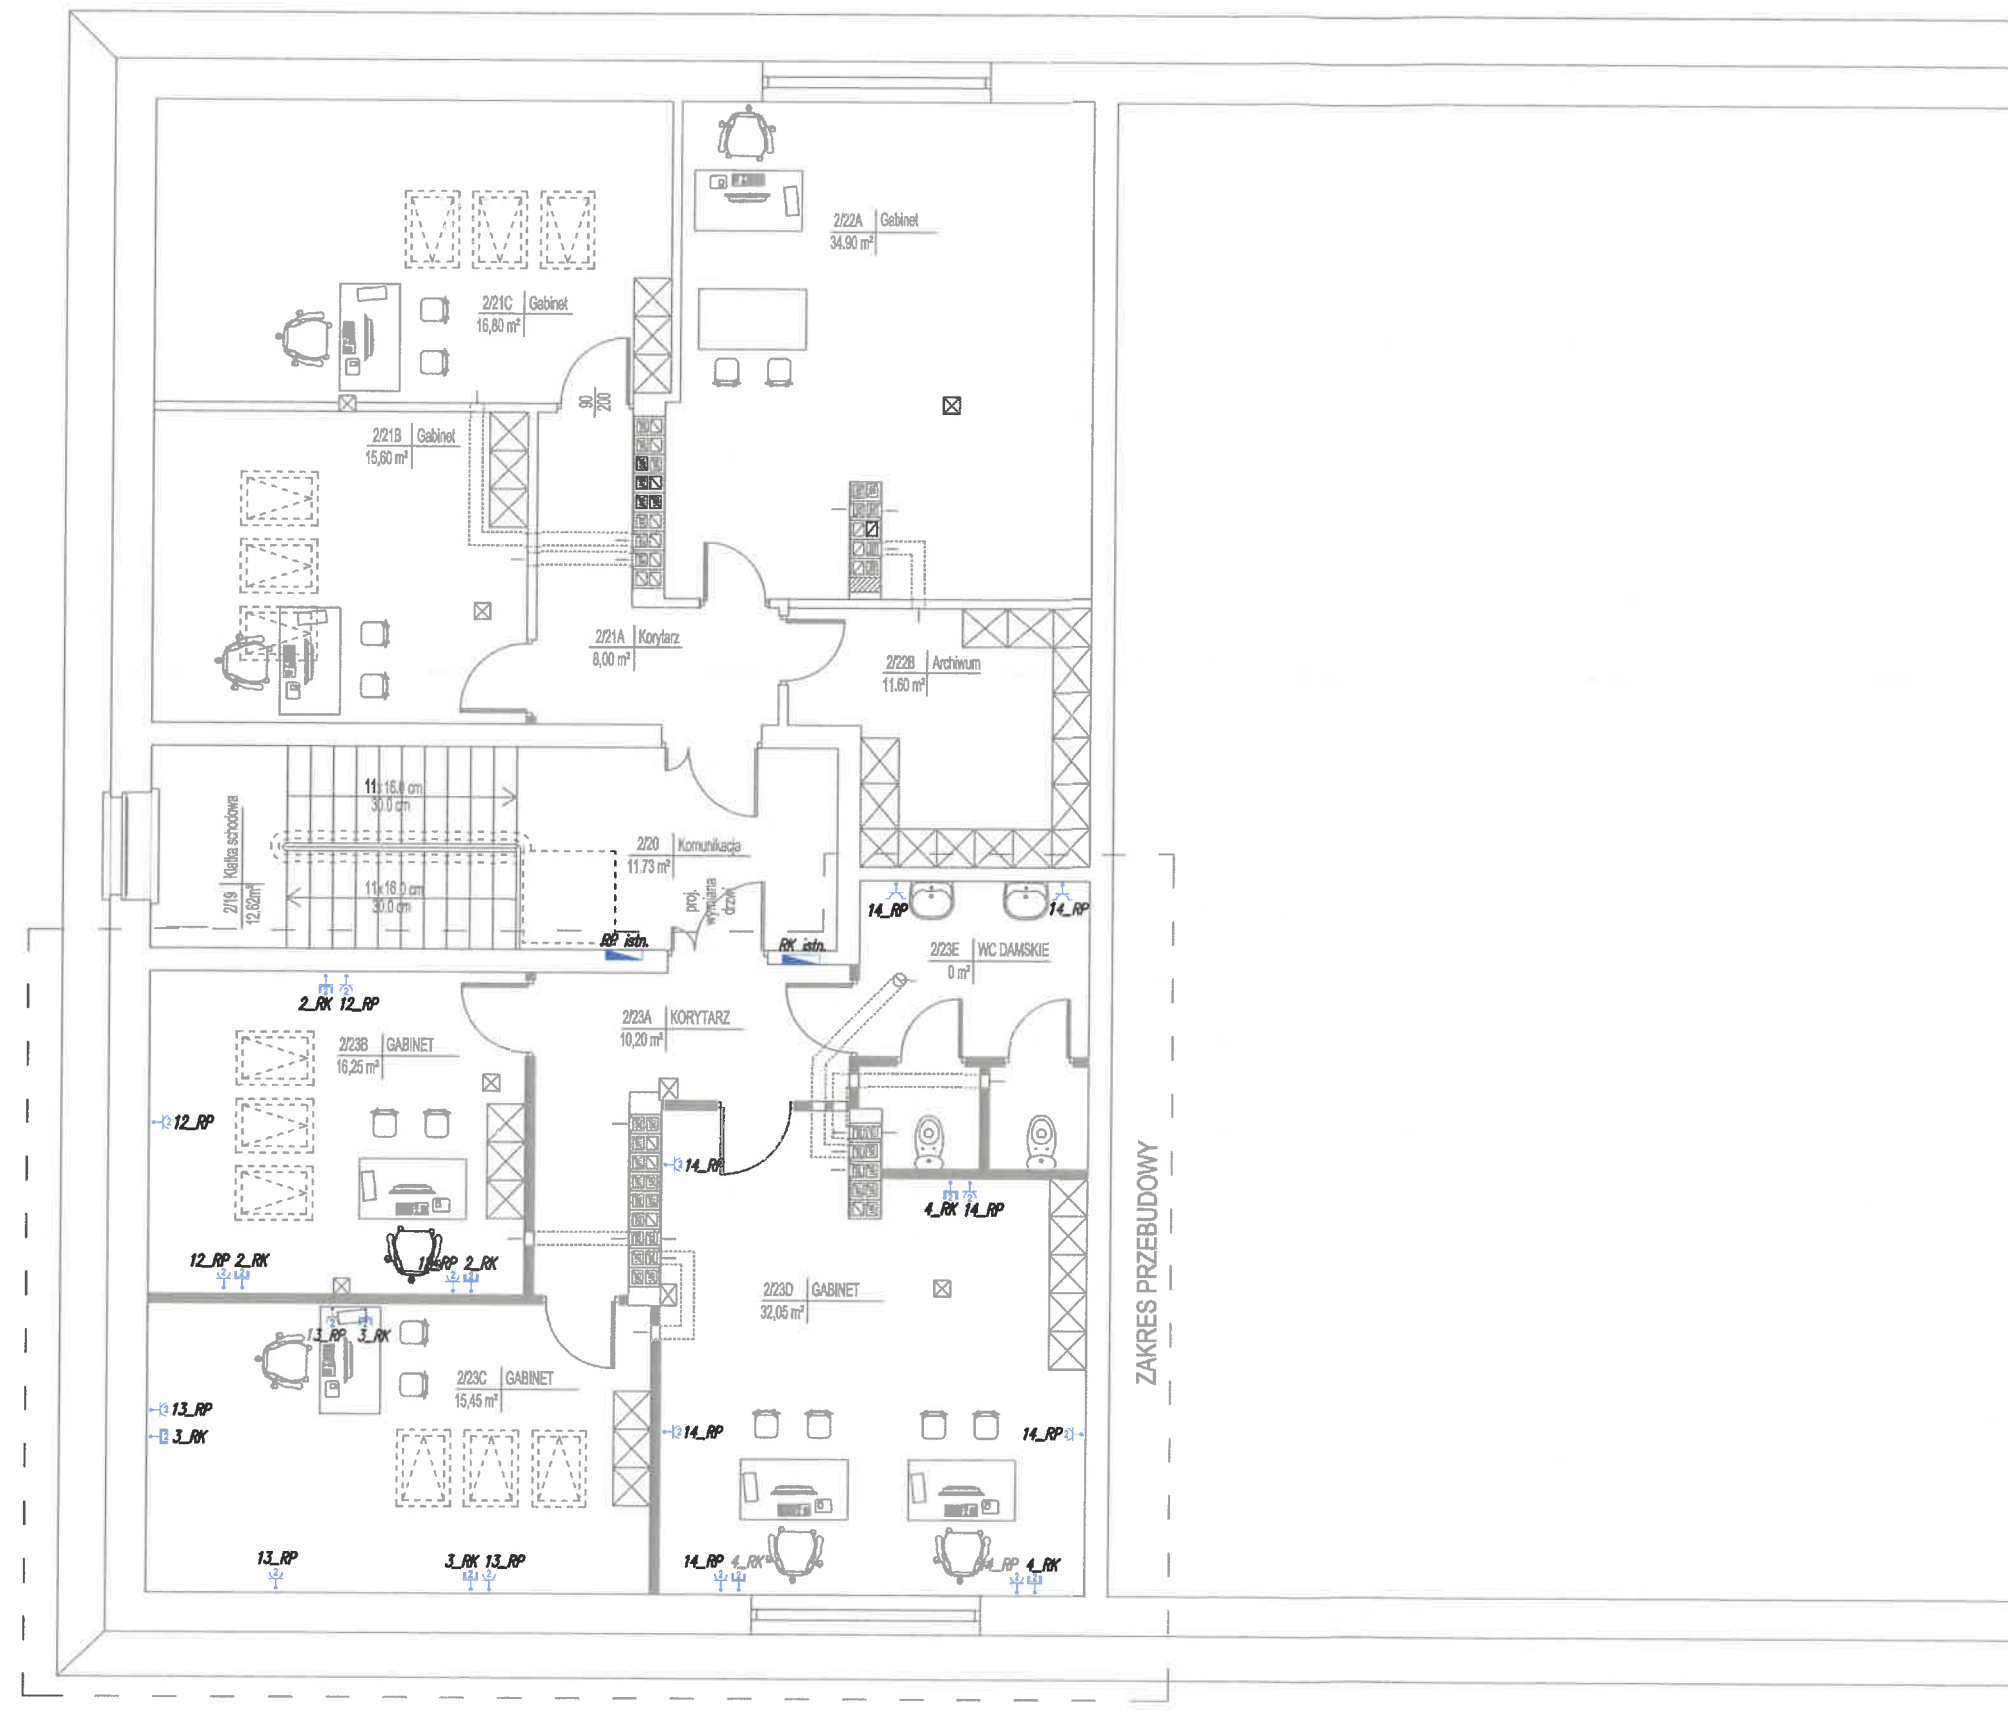 2/22A Gabinet
34.90 m²
2/21C Gabinet
16,80 m²
90
200
2/21B Gabinet
15,60 m²
2/21A Korytarz
8,00 m²
2/22B Archiwum
11.60 m²
11x16.0 cm
30.0 cm
2/19 Klatka schodowa
12.62m²
2/20 Komunikacja
11.73 m²
11x16.0 cm
30.0 cm
proj.
wymiana
drzwi
14_RP
14_RP
RP istn.
RK istn.
2/23E WC DAMSKIE
0 m²
2_RK 12_RP
2/23A KORYTARZ
10,20 m²
2/23B GABINET
16,25 m²
12_RP
14_RP
ZAKRES PRZEBUDOWY
4_RK 14_RP
12_RP 2_RK
12_RP 2_RK
2/23D GABINET
32,05 m²
13_RP 3_RK
2/23C GABINET
15,45 m²
13_RP
3_RK
14_RP
14_RP
13_RP
3_RK 13_RP
14_RP 4_RK
14_RP 4_RK